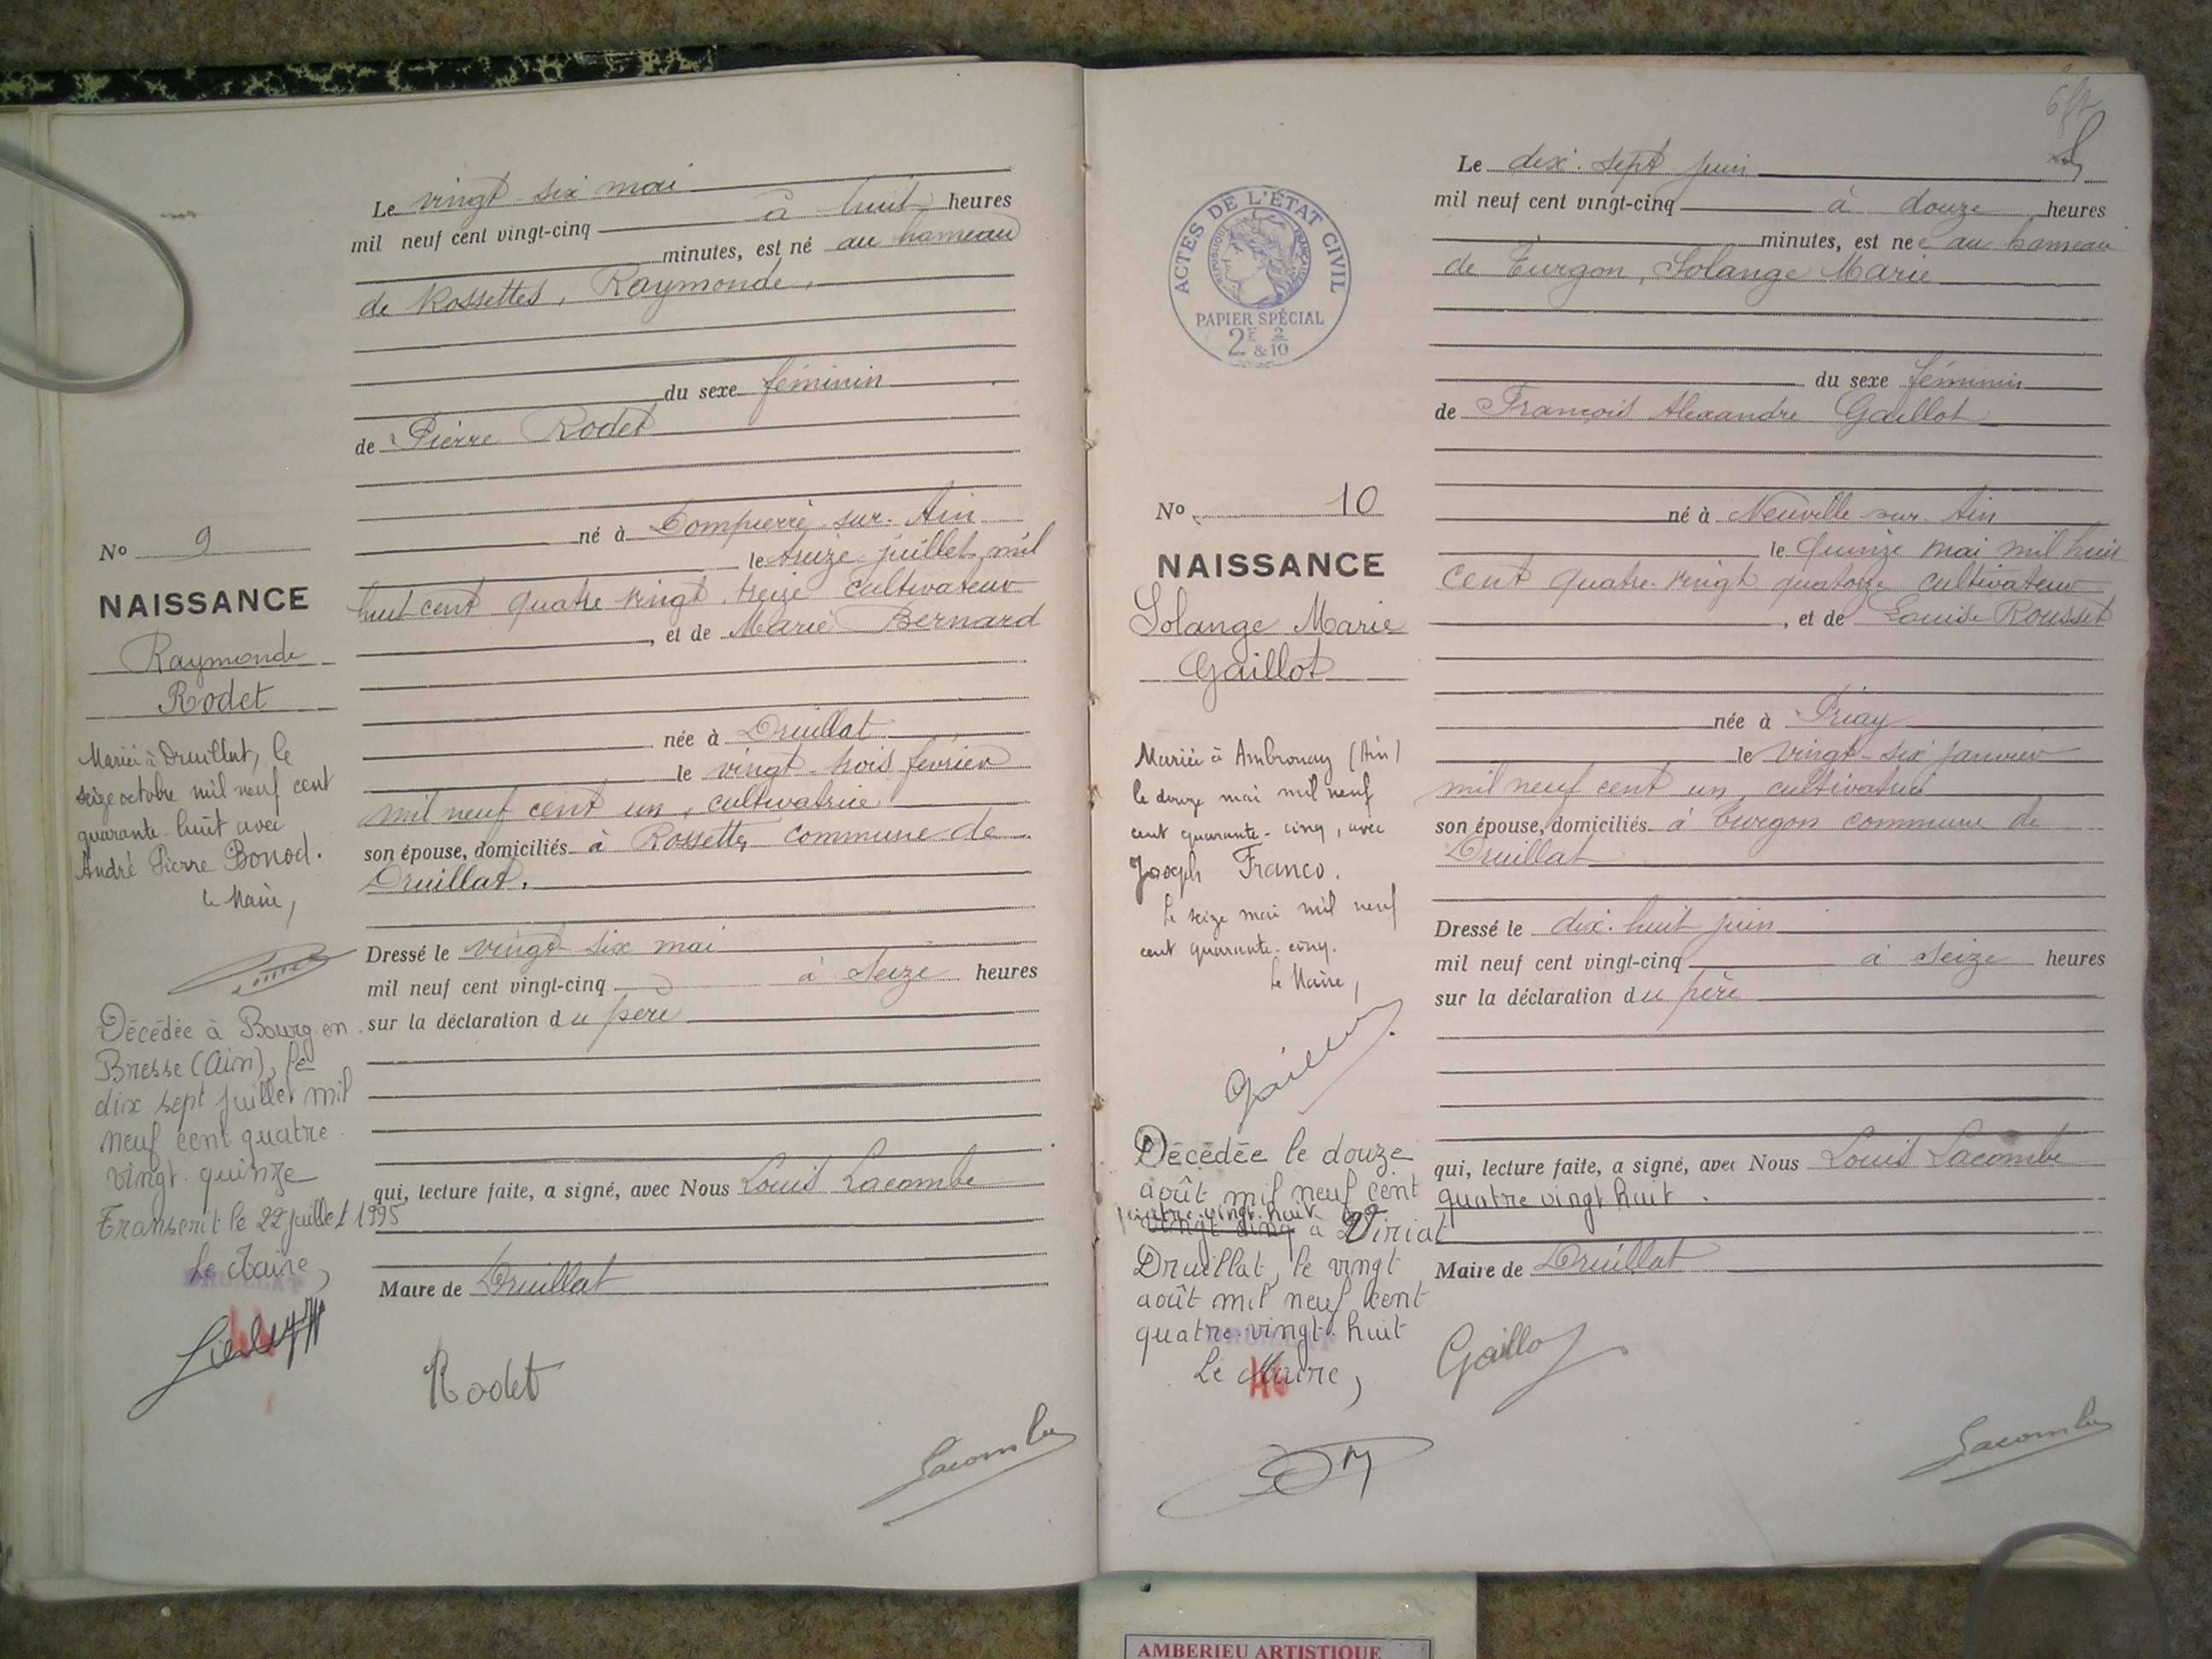 Le vingt-six mai
mil neuf cent vingt-cinq à huit heures
minutes, est né au hameau
de Rossettes, Raymonde,
du sexe féminin
de Pierre Rodet
né à Dompierre sur-Ain
le treize juillet mil
huit cent quatre vingt treize cultivateur
, et de Marie Bernard
née à Druillat
le vingt-trois février
mil neuf cent un, cultivatrice
son épouse, domiciliés à Rossettes commune de
Druillat.
Dressé le vingt-six mai
mil neuf cent vingt-cinq à seize heures
sur la déclaration du père
qui, lecture faite, a signé, avec Nous Louis Lacombe
Maire de Druillat
Rodet
Lacombe
No 9
NAISSANCE
Raymonde
Rodet
Mariée à Druillat, le
seize octobre mil neuf cent
quarante-huit avec
André Pierre Bonod.
Le Maire,
Décédée à Bourg-en
Bresse (Ain), le
dix sept juillet mil
neuf cent quatre
vingt-quinze
Transcrit le 22 juillet 1995
Le Maire,
ACTES DE L'ÉTAT CIVIL
RÉPUBLIQUE FRANÇAISE
PAPIER SPÉCIAL
2F 2
& 10
No 10
NAISSANCE
Solange Marie
Gaillot
Mariée à Ambronay (Ain)
le douze mai mil neuf
cent quarante-cinq, avec
Joseph Franco.
Le seize mai mil neuf
cent quarante-cinq.
Le Maire,
Décédée le douze
août mil neuf cent
quatre vingt huit
vingt cinq à Viriat
Druillat, le vingt
août mil neuf cent
quatre-vingt-huit
Le Maire,
Le dix-sept juin
mil neuf cent vingt-cinq à douze heures
minutes, est née au hameau
de Turgon, Solange Marie
du sexe féminin
de François Alexandre Gaillot
né à Neuville sur-Ain
le quinze mai mil huit
cent quatre-vingt quatorze cultivateur
, et de Louise Rousset
née à Priay
le vingt-six janvier
mil neuf cent un, cultivatrice
son épouse, domiciliés à Turgon commune de
Druillat
Dressé le dix-huit juin
mil neuf cent vingt-cinq à seize heures
sur la déclaration du père
qui, lecture faite, a signé, avec Nous Louis Lacombe
quatre vingt huit.
Maire de Druillat
Gaillot
Lacombe
AMBERIEU ARTISTIQUE